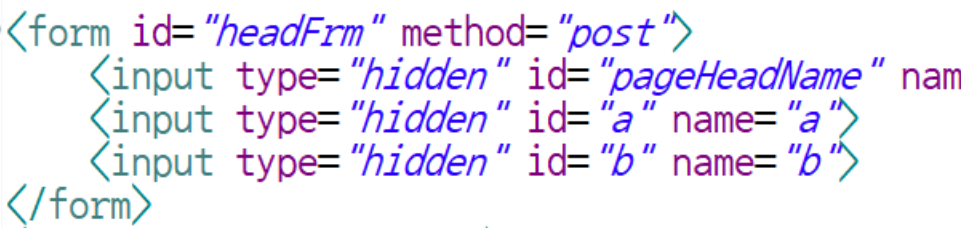 <form id="headFrm" method="post">
<input type="hidden" id="pageHeadName" nam
<input type="hidden" id="a" name="a">
<input type="hidden" id="b" name="b">
</form>